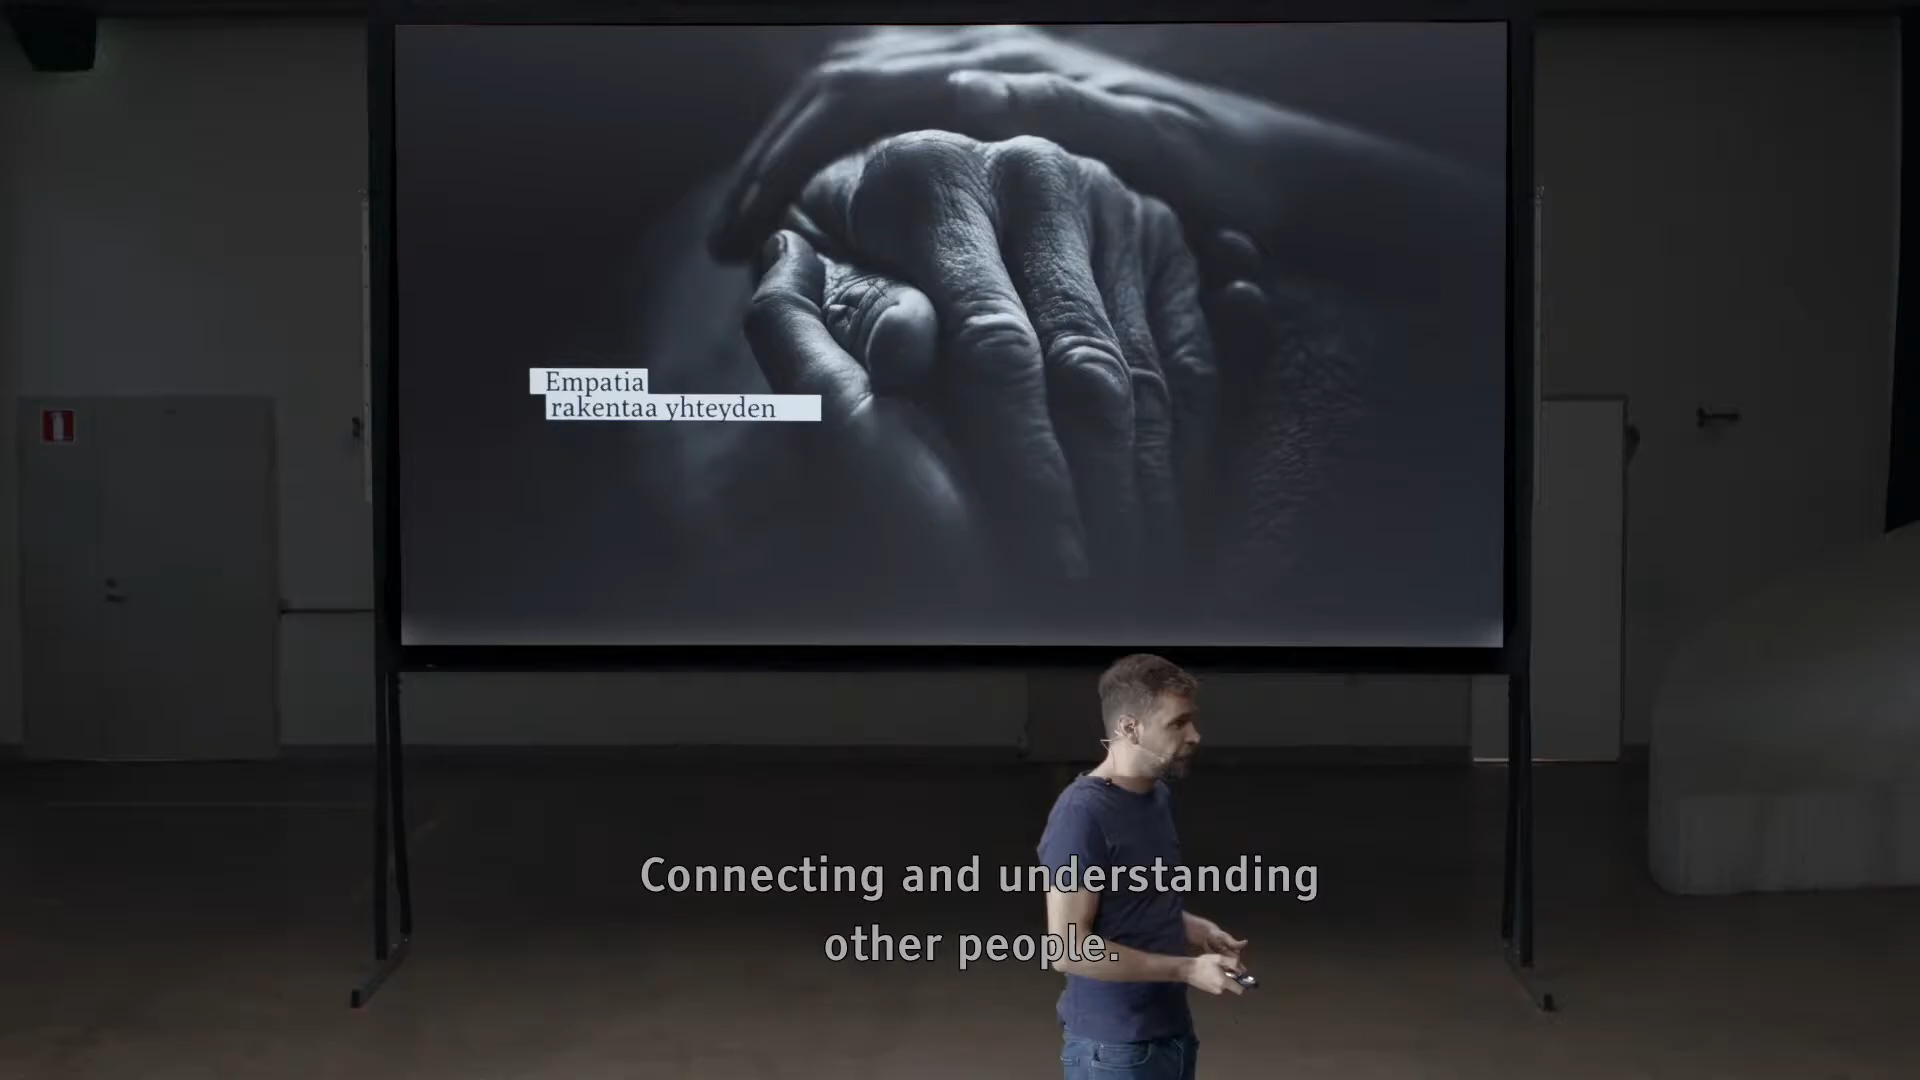 Empatia
rakentaa yhteyden
Connecting and understanding
other people.